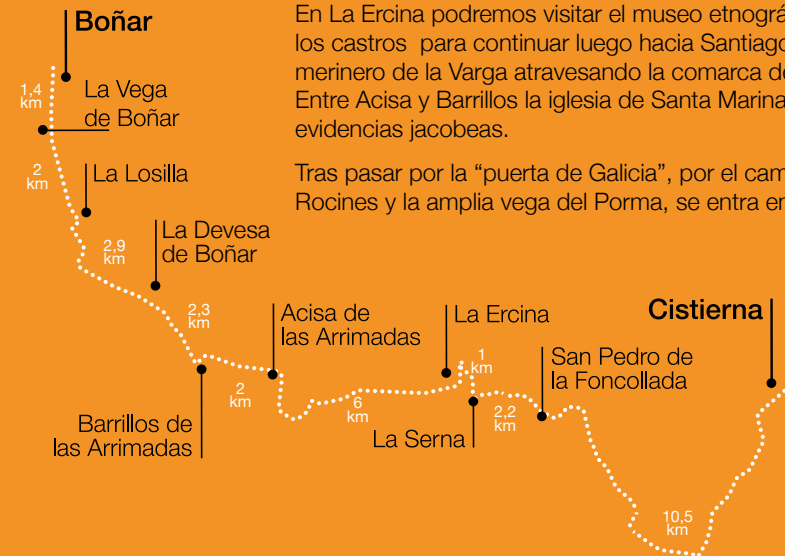 En La Ercina podremos visitar el museo etnográ
los castros para continuar luego hacia Santiago
merinero de la Varga atravesando la comarca de
Entre Acisa y Barrillos la iglesia de Santa Marina
evidencias jacobeas.
Tras pasar por la “puerta de Galicia”, por el cam
Rocines y la amplia vega del Porma, se entra en
Boñar
1,4
km
La Vega
de Boñar
2
km
La Losilla
2,9
km
La Devesa
de Boñar
2,3
km
Barrillos de
las Arrimadas
2
km
Acisa de
las Arrimadas
6
km
La Ercina
1
km
La Serna
2,2
km
San Pedro de
la Foncollada
10,5
km
Cistierna